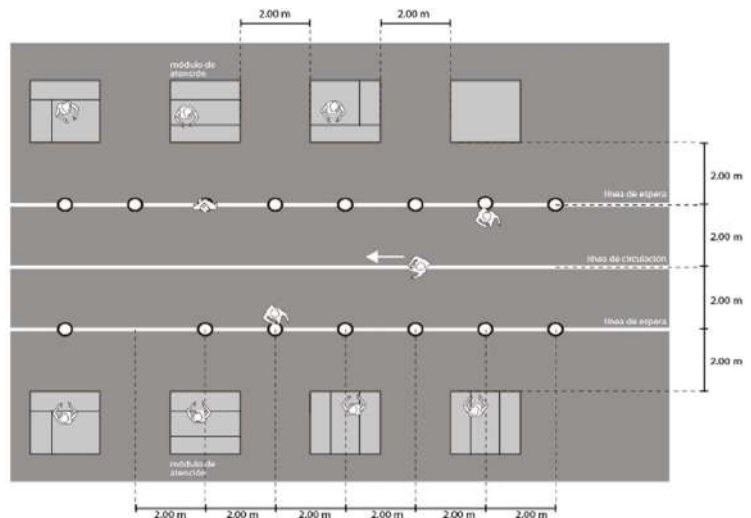 2.00 m
2.00 m
módulo de
atención
2.00 m
línea de espera
2.00 m
línea de circulación
2.00 m
línea de espera
2.00 m
módulo de
atención
2.00 m
2.00 m
2.00 m
2.00 m
2.00 m
2.00 m